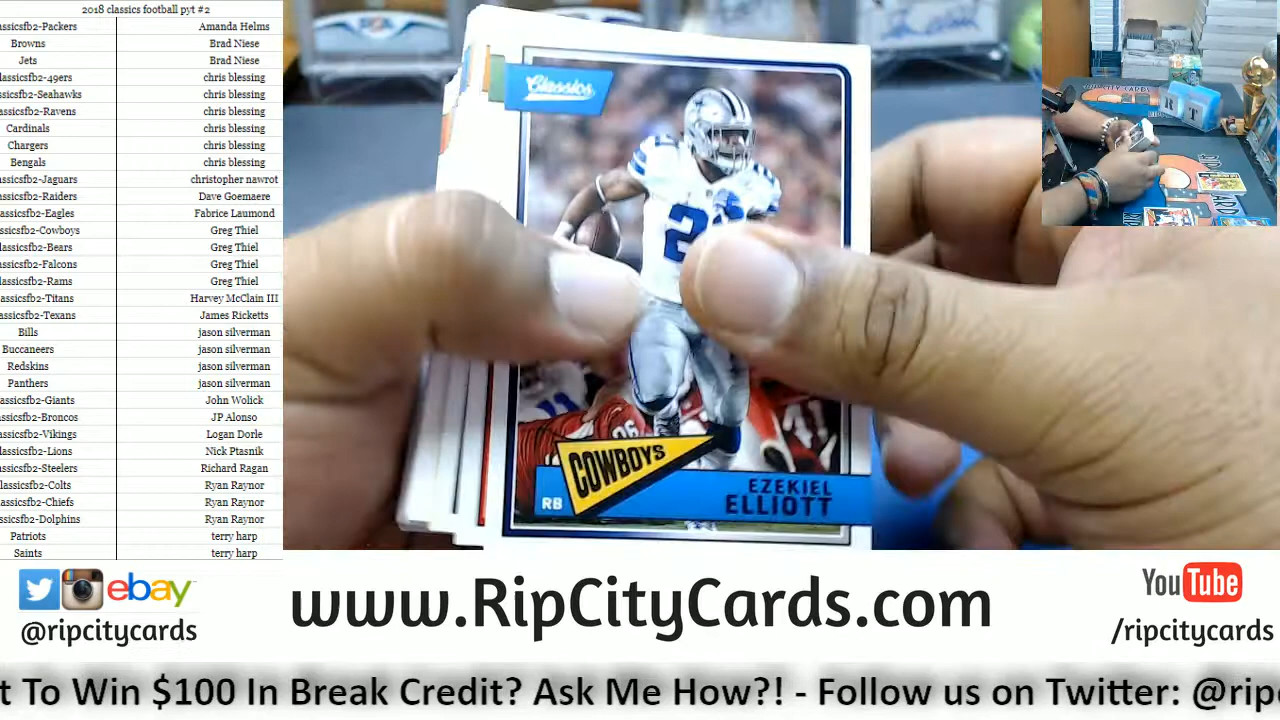 2018 classics football pyt #2
assicsfb2-Packers Amanda Helms
Browns Brad Niese
Jets Brad Niese
lassicsfb2-49ers chris blessing
ssicsfb2-Seahawks chris blessing
assicsfb2-Ravens chris blessing
Cardinals chris blessing
Chargers chris blessing
Bengals chris blessing
assicsfb2-Jaguars christopher nawrot
assicsfb2-Raiders Dave Goemaere
assicsfb2-Eagles Fabrice Laumond
ssicsfb2-Cowboys Greg Thiel
lassicsfb2-Bears Greg Thiel
assicsfb2-Falcons Greg Thiel
lassicsfb2-Rams Greg Thiel
lassicsfb2-Titans Harvey McClain III
lassicsfb2-Texans James Ricketts
Bills jason silverman
Buccaneers jason silverman
Redskins jason silverman
Panthers jason silverman
assicsfb2-Giants John Wolick
assicsfb2-Broncos JP Alonso
assicsfb2-Vikings Logan Dorle
lassicsfb2-Lions Nick Ptasnik
assicsfb2-Steelers Richard Ragan
lassicsfb2-Colts Ryan Raynor
lassicsfb2-Chiefs Ryan Raynor
ssicsfb2-Dolphins Ryan Raynor
Patriots terry harp
Saints terry harp
Classics
COWBOYS
RB
EZEKIEL
ELLIOTT
ebay
@ripcitycards
www.RipCityCards.com
YouTube
/ripcitycards
t To Win $100 In Break Credit? Ask Me How?! - Follow us on Twitter: @ripc